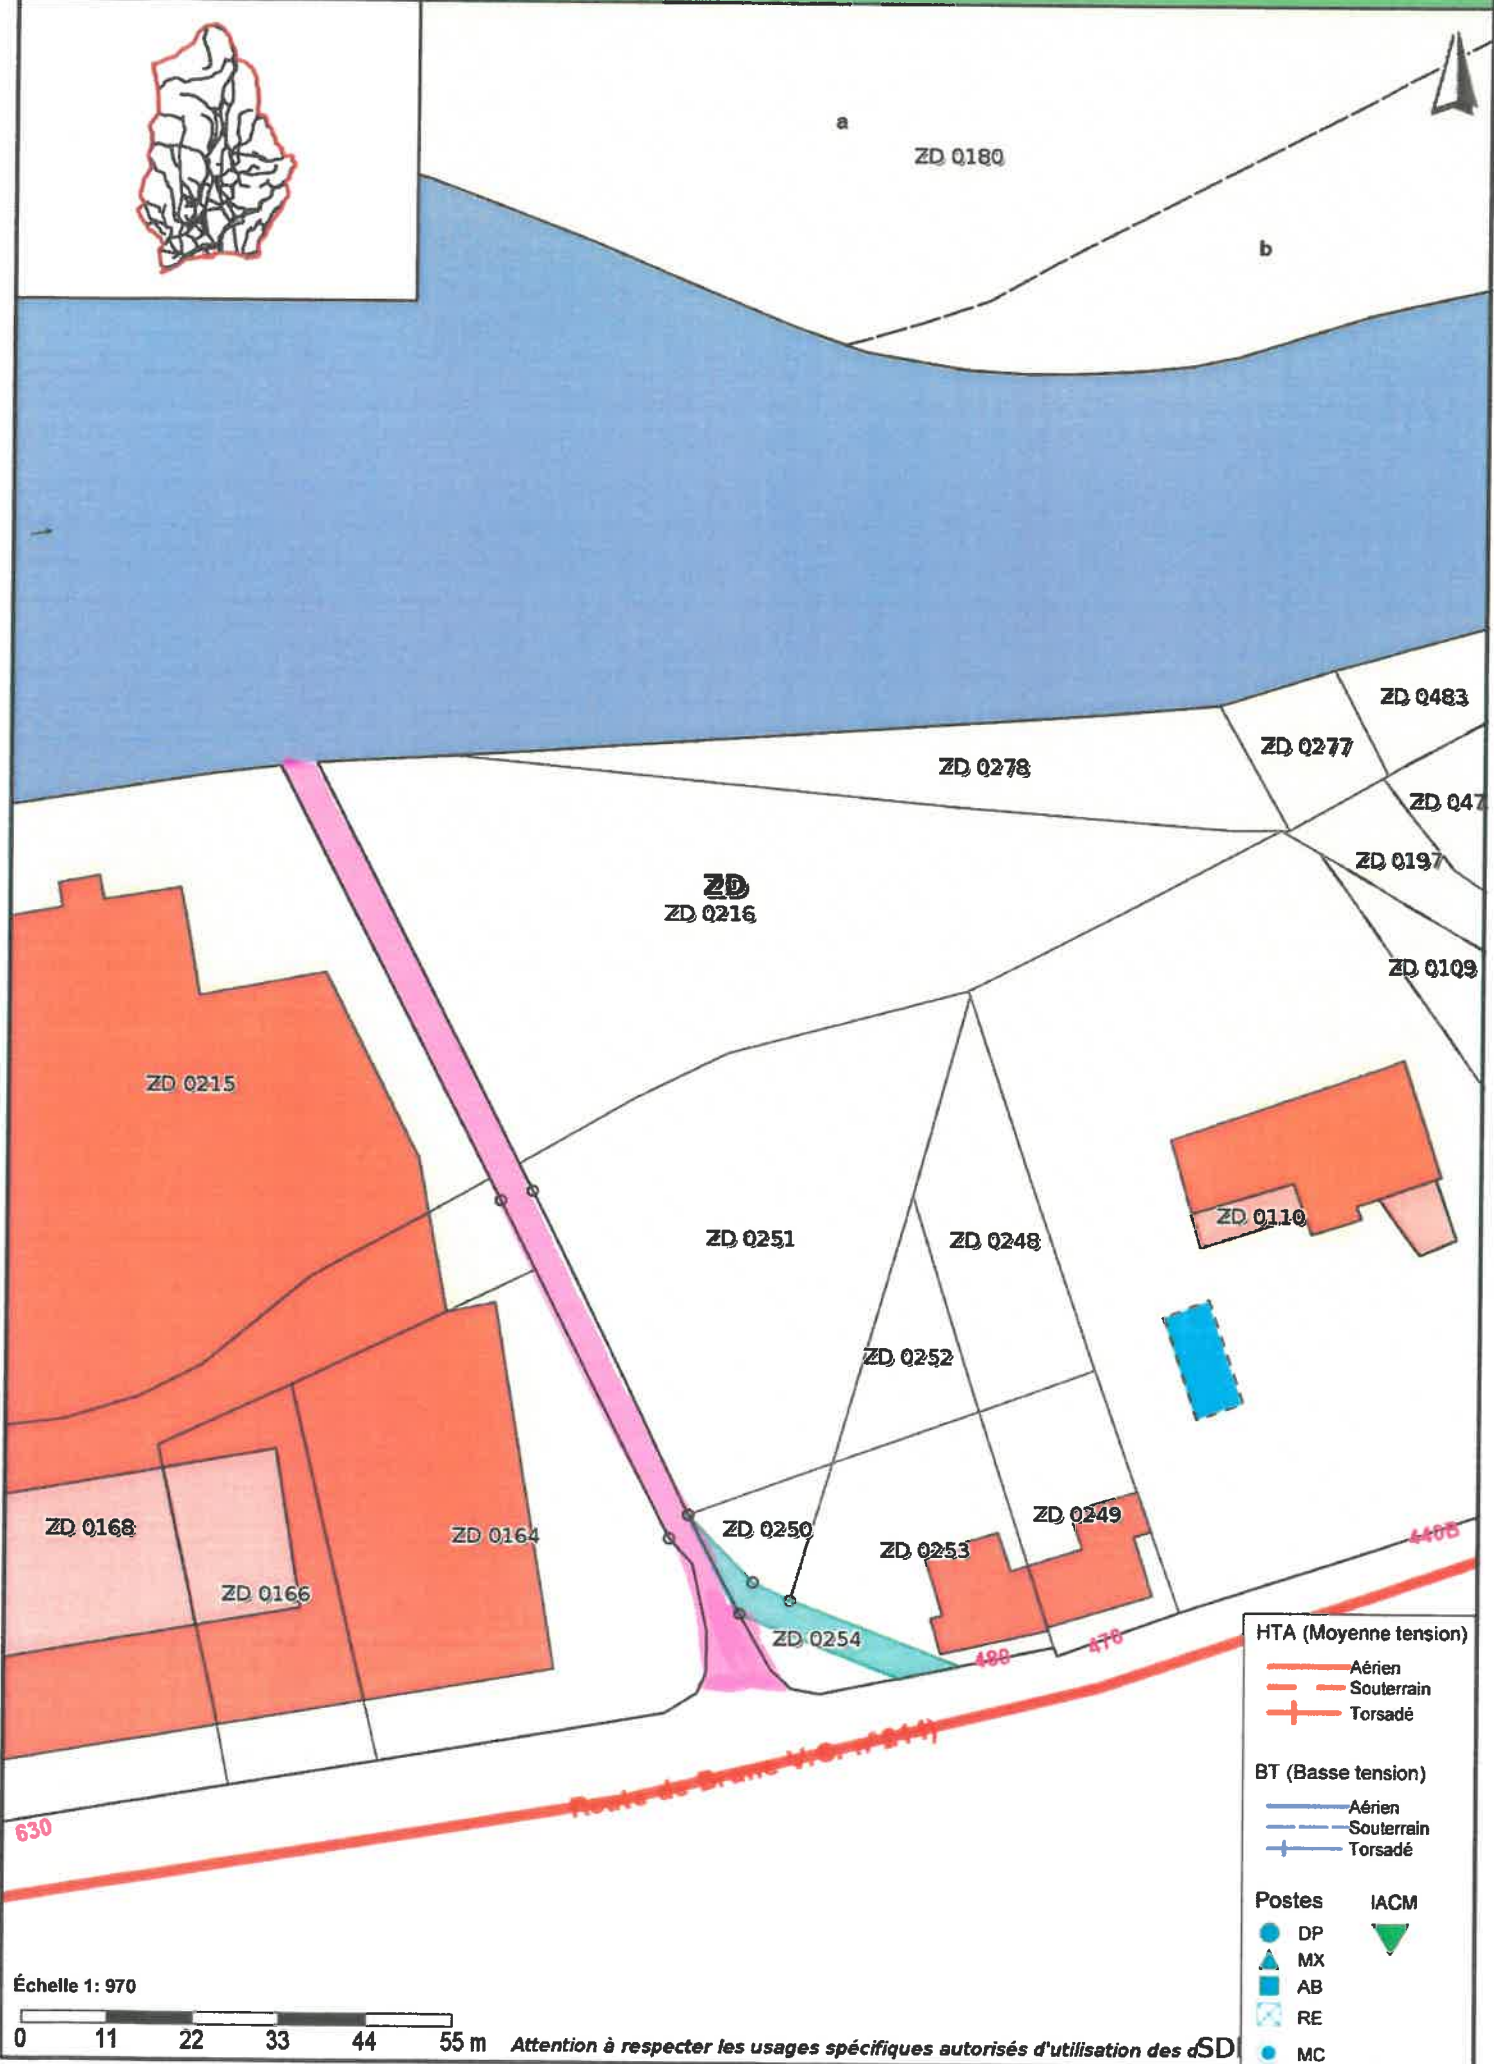 a
ZD 0180
b
ZD 0483
ZD 0277
ZD 0278
ZD 047
ZD 0197
ZD
ZD 0216
ZD 0109
ZD 0215
ZD 0110
ZD 0251
ZD 0248
ZD 0252
ZD 0249
ZD 0168
ZD 0164
ZD 0250
ZD 0253
440B
ZD 0166
ZD 0254
488
476
Route de
630
HTA (Moyenne tension)
Aérien
Souterrain
Torsadé
BT (Basse tension)
Aérien
Souterrain
Torsadé
Postes IACM
DP
MX
AB
RE
MC
Échelle 1: 970
0 11 22 33 44 55 m
Attention à respecter les usages spécifiques autorisés d'utilisation des d